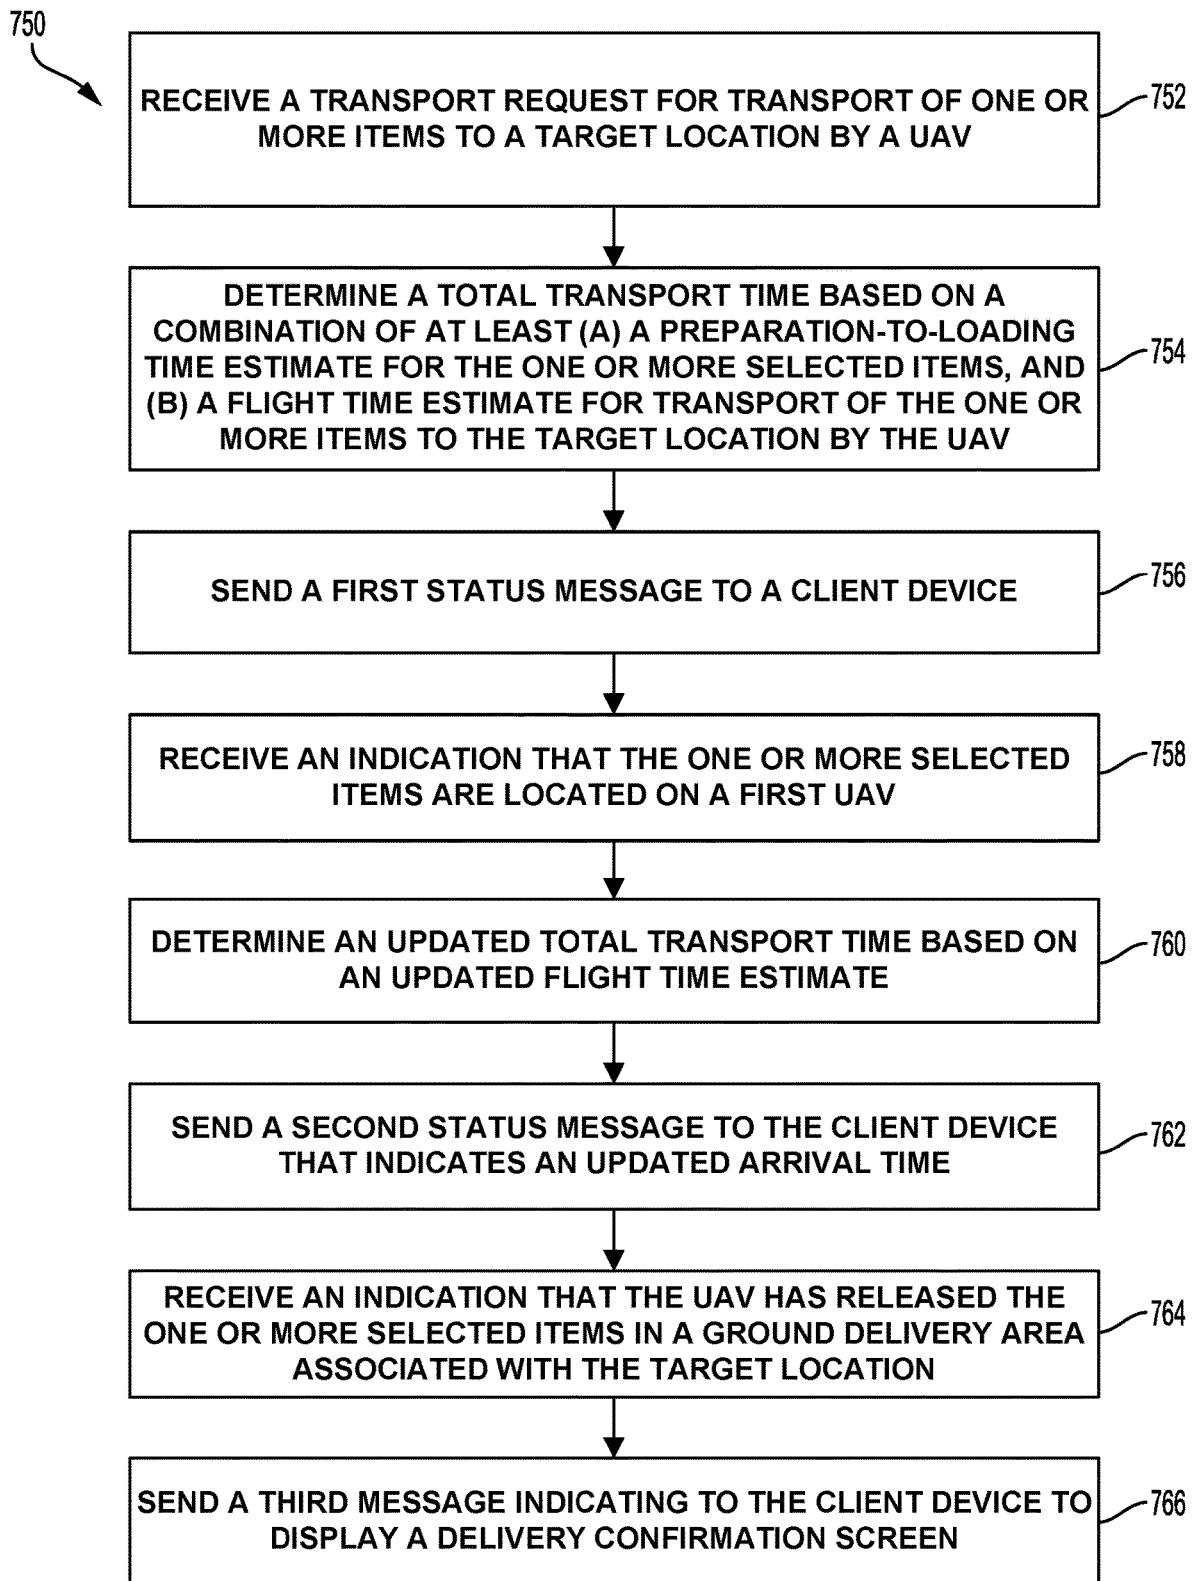 750
RECEIVE A TRANSPORT REQUEST FOR TRANSPORT OF ONE OR
MORE ITEMS TO A TARGET LOCATION BY A UAV
752
DETERMINE A TOTAL TRANSPORT TIME BASED ON A
COMBINATION OF AT LEAST (A) A PREPARATION-TO-LOADING
TIME ESTIMATE FOR THE ONE OR MORE SELECTED ITEMS, AND
(B) A FLIGHT TIME ESTIMATE FOR TRANSPORT OF THE ONE OR
MORE ITEMS TO THE TARGET LOCATION BY THE UAV
754
SEND A FIRST STATUS MESSAGE TO A CLIENT DEVICE
756
RECEIVE AN INDICATION THAT THE ONE OR MORE SELECTED
ITEMS ARE LOCATED ON A FIRST UAV
758
DETERMINE AN UPDATED TOTAL TRANSPORT TIME BASED ON
AN UPDATED FLIGHT TIME ESTIMATE
760
SEND A SECOND STATUS MESSAGE TO THE CLIENT DEVICE
THAT INDICATES AN UPDATED ARRIVAL TIME
762
RECEIVE AN INDICATION THAT THE UAV HAS RELEASED THE
ONE OR MORE SELECTED ITEMS IN A GROUND DELIVERY AREA
ASSOCIATED WITH THE TARGET LOCATION
764
SEND A THIRD MESSAGE INDICATING TO THE CLIENT DEVICE TO
DISPLAY A DELIVERY CONFIRMATION SCREEN
766